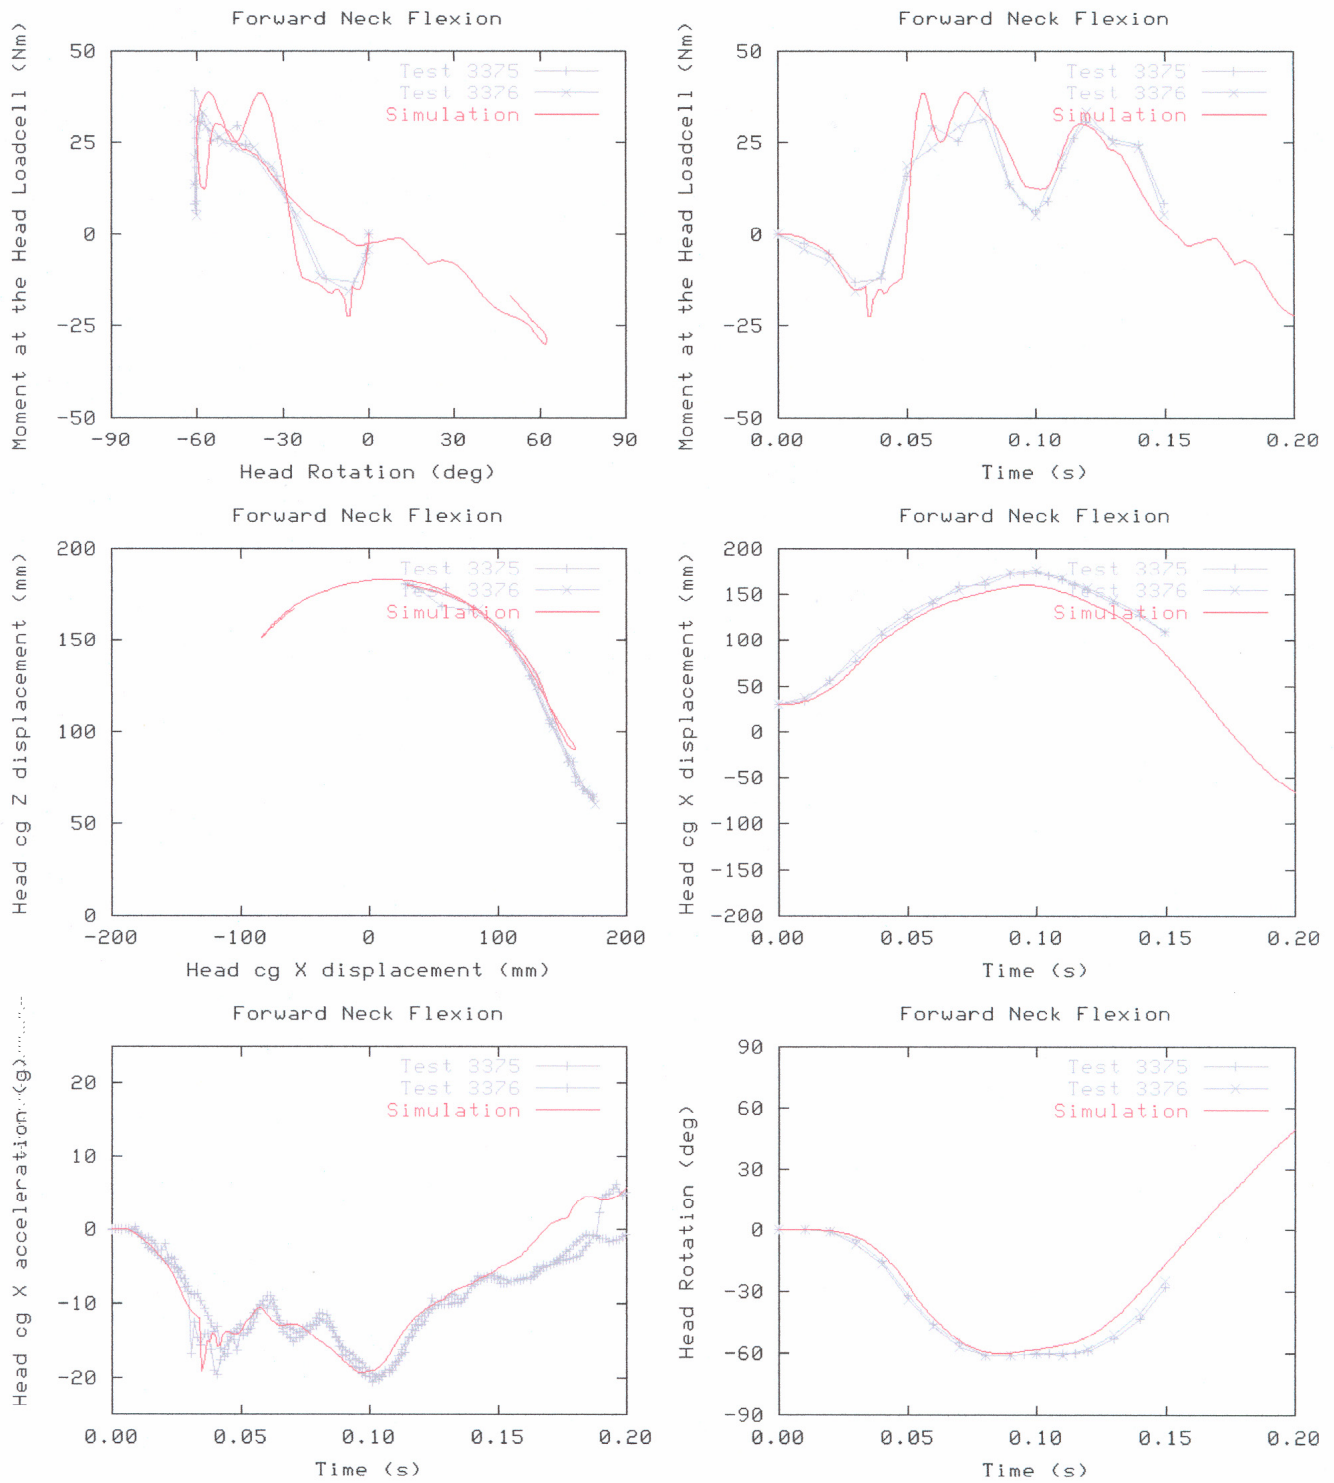 Forward Neck Flexion
Moment at the Head Loadcell (Nm)
50
25
0
-25
-50
-90
-60
-30
0
30
60
90
Head Rotation (deg)
Test 3375
Test 3376
Simulation
Forward Neck Flexion
Moment at the Head Loadcell (Nm)
50
25
0
-25
-50
0.00
0.05
0.10
0.15
0.20
Time (s)
Test 3375
Test 3376
Simulation
Forward Neck Flexion
Head cg Z displacement (mm)
200
150
100
50
0
-200
-100
0
100
200
Head cg X displacement (mm)
Test 3375
Test 3376
Simulation
Forward Neck Flexion
Head cg X displacement (mm)
200
150
100
50
0
-50
-100
-150
-200
0.00
0.05
0.10
0.15
0.20
Time (s)
Test 3375
Test 3376
Simulation
Forward Neck Flexion
Head cg X acceleration (g)
20
10
0
-10
-20
0.00
0.05
0.10
0.15
0.20
Time (s)
Test 3375
Test 3376
Simulation
Forward Neck Flexion
Head Rotation (deg)
90
60
30
0
-30
-60
-90
0.00
0.05
0.10
0.15
0.20
Time (s)
Test 3375
Test 3376
Simulation